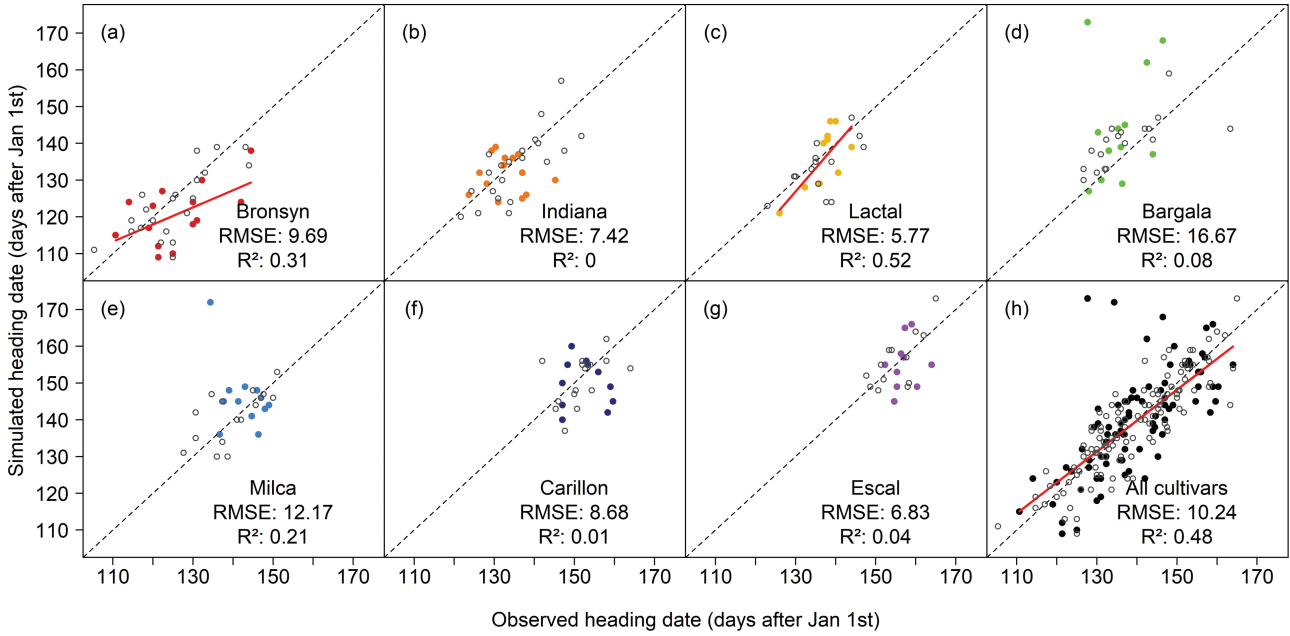 170
160
150
140
130
120
110
(a)
Bronsyn
RMSE: 9.69
R²: 0.31
(b)
Indiana
RMSE: 7.42
R²: 0
(c)
Lactal
RMSE: 5.77
R²: 0.52
(d)
Bargala
RMSE: 16.67
R²: 0.08
Simulated heading date (days after Jan 1st)
170
160
150
140
130
120
110
(e)
Milca
RMSE: 12.17
R²: 0.21
(f)
Carillon
RMSE: 8.68
R²: 0.01
(g)
Escal
RMSE: 6.83
R²: 0.04
(h)
All cultivars
RMSE: 10.24
R²: 0.48
110 130 150 170 110 130 150 170 110 130 150 170 110 130 150 170
Observed heading date (days after Jan 1st)